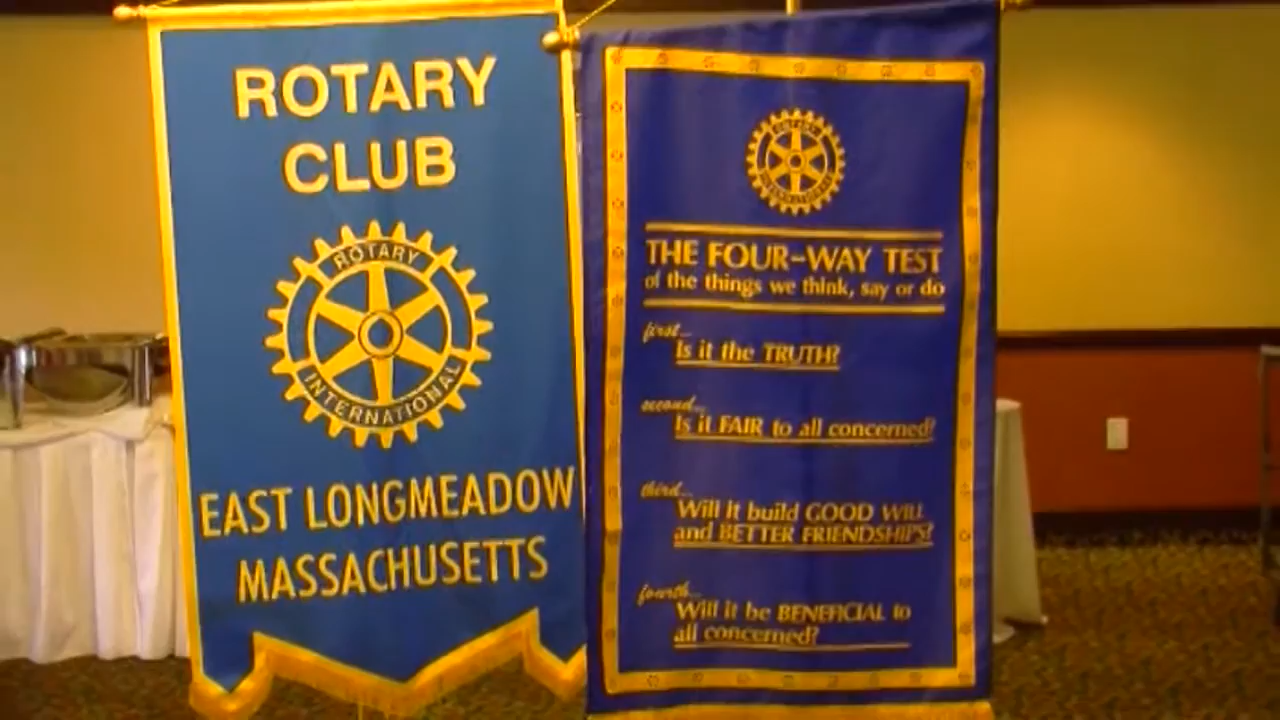 ROTARY
CLUB
ROTARY
INTERNATIONAL
EAST LONGMEADOW
MASSACHUSETTS
ROTARY
INTERNATIONAL
THE FOUR-WAY TEST
of the things we think, say or do
first...
Is it the TRUTH?
second...
Is it FAIR to all concerned?
third...
Will it build GOOD WILL
and BETTER FRIENDSHIPS?
fourth...
Will it be BENEFICIAL to
all concerned?